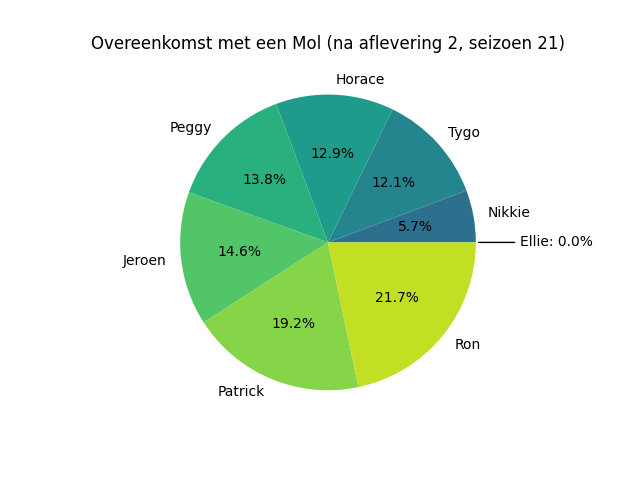 Overeenkomst met een Mol (na aflevering 2, seizoen 21)
Horace
Peggy
Tygo
12.9%
13.8%
12.1%
Nikkie
5.7%
Ellie: 0.0%
14.6%
Jeroen
21.7%
19.2%
Ron
Patrick